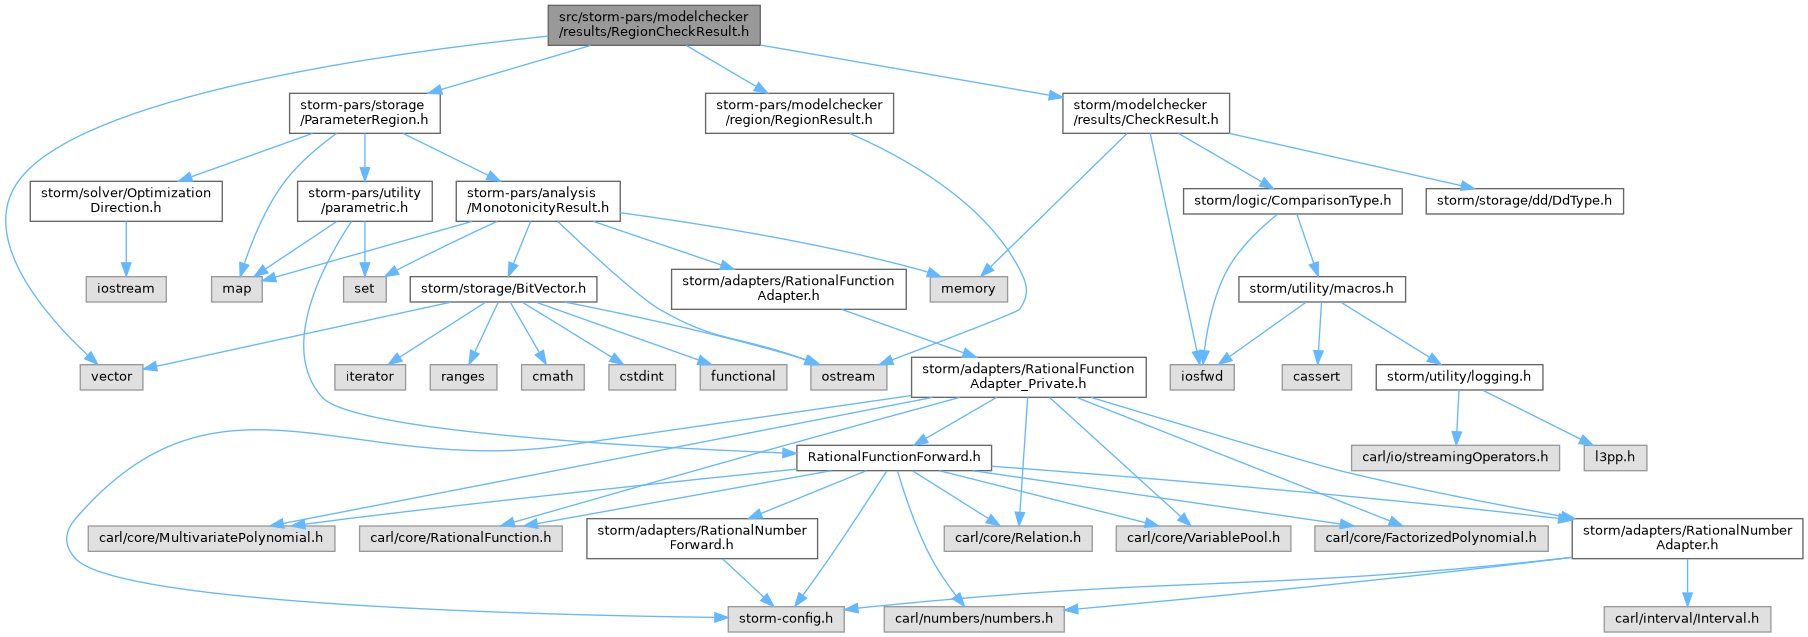 src/storm-pars/modelchecker
/results/RegionCheckResult.h
storm-pars/storage
/ParameterRegion.h
storm-pars/modelchecker
/region/RegionResult.h
storm/modelchecker
/results/CheckResult.h
storm/solver/Optimization
Direction.h
storm-pars/utility
/parametric.h
storm-pars/analysis
/MonotonicityResult.h
storm/logic/ComparisonType.h
storm/storage/dd/DdType.h
iostream
map
set
storm/storage/BitVector.h
storm/adapters/RationalFunction
Adapter.h
memory
storm/utility/macros.h
vector
iterator
ranges
cmath
cstdint
functional
ostream
storm/adapters/RationalFunction
Adapter_Private.h
iosfwd
cassert
storm/utility/logging.h
RationalFunctionForward.h
carl/io/streamingOperators.h
l3pp.h
carl/core/MultivariatePolynomial.h
carl/core/RationalFunction.h
storm/adapters/RationalNumber
Forward.h
carl/core/Relation.h
carl/core/VariablePool.h
carl/core/FactorizedPolynomial.h
storm/adapters/RationalNumber
Adapter.h
storm-config.h
carl/numbers/numbers.h
carl/interval/Interval.h